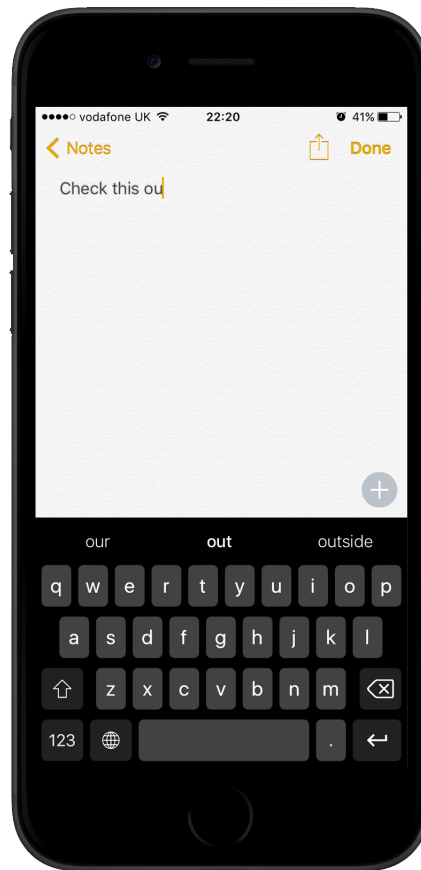 vodafone UK 22:20 41%
Notes Done
Check this ou
our out outside
q w e r t y u i o p
a s d f g h j k l
z x c v b n m
123 .